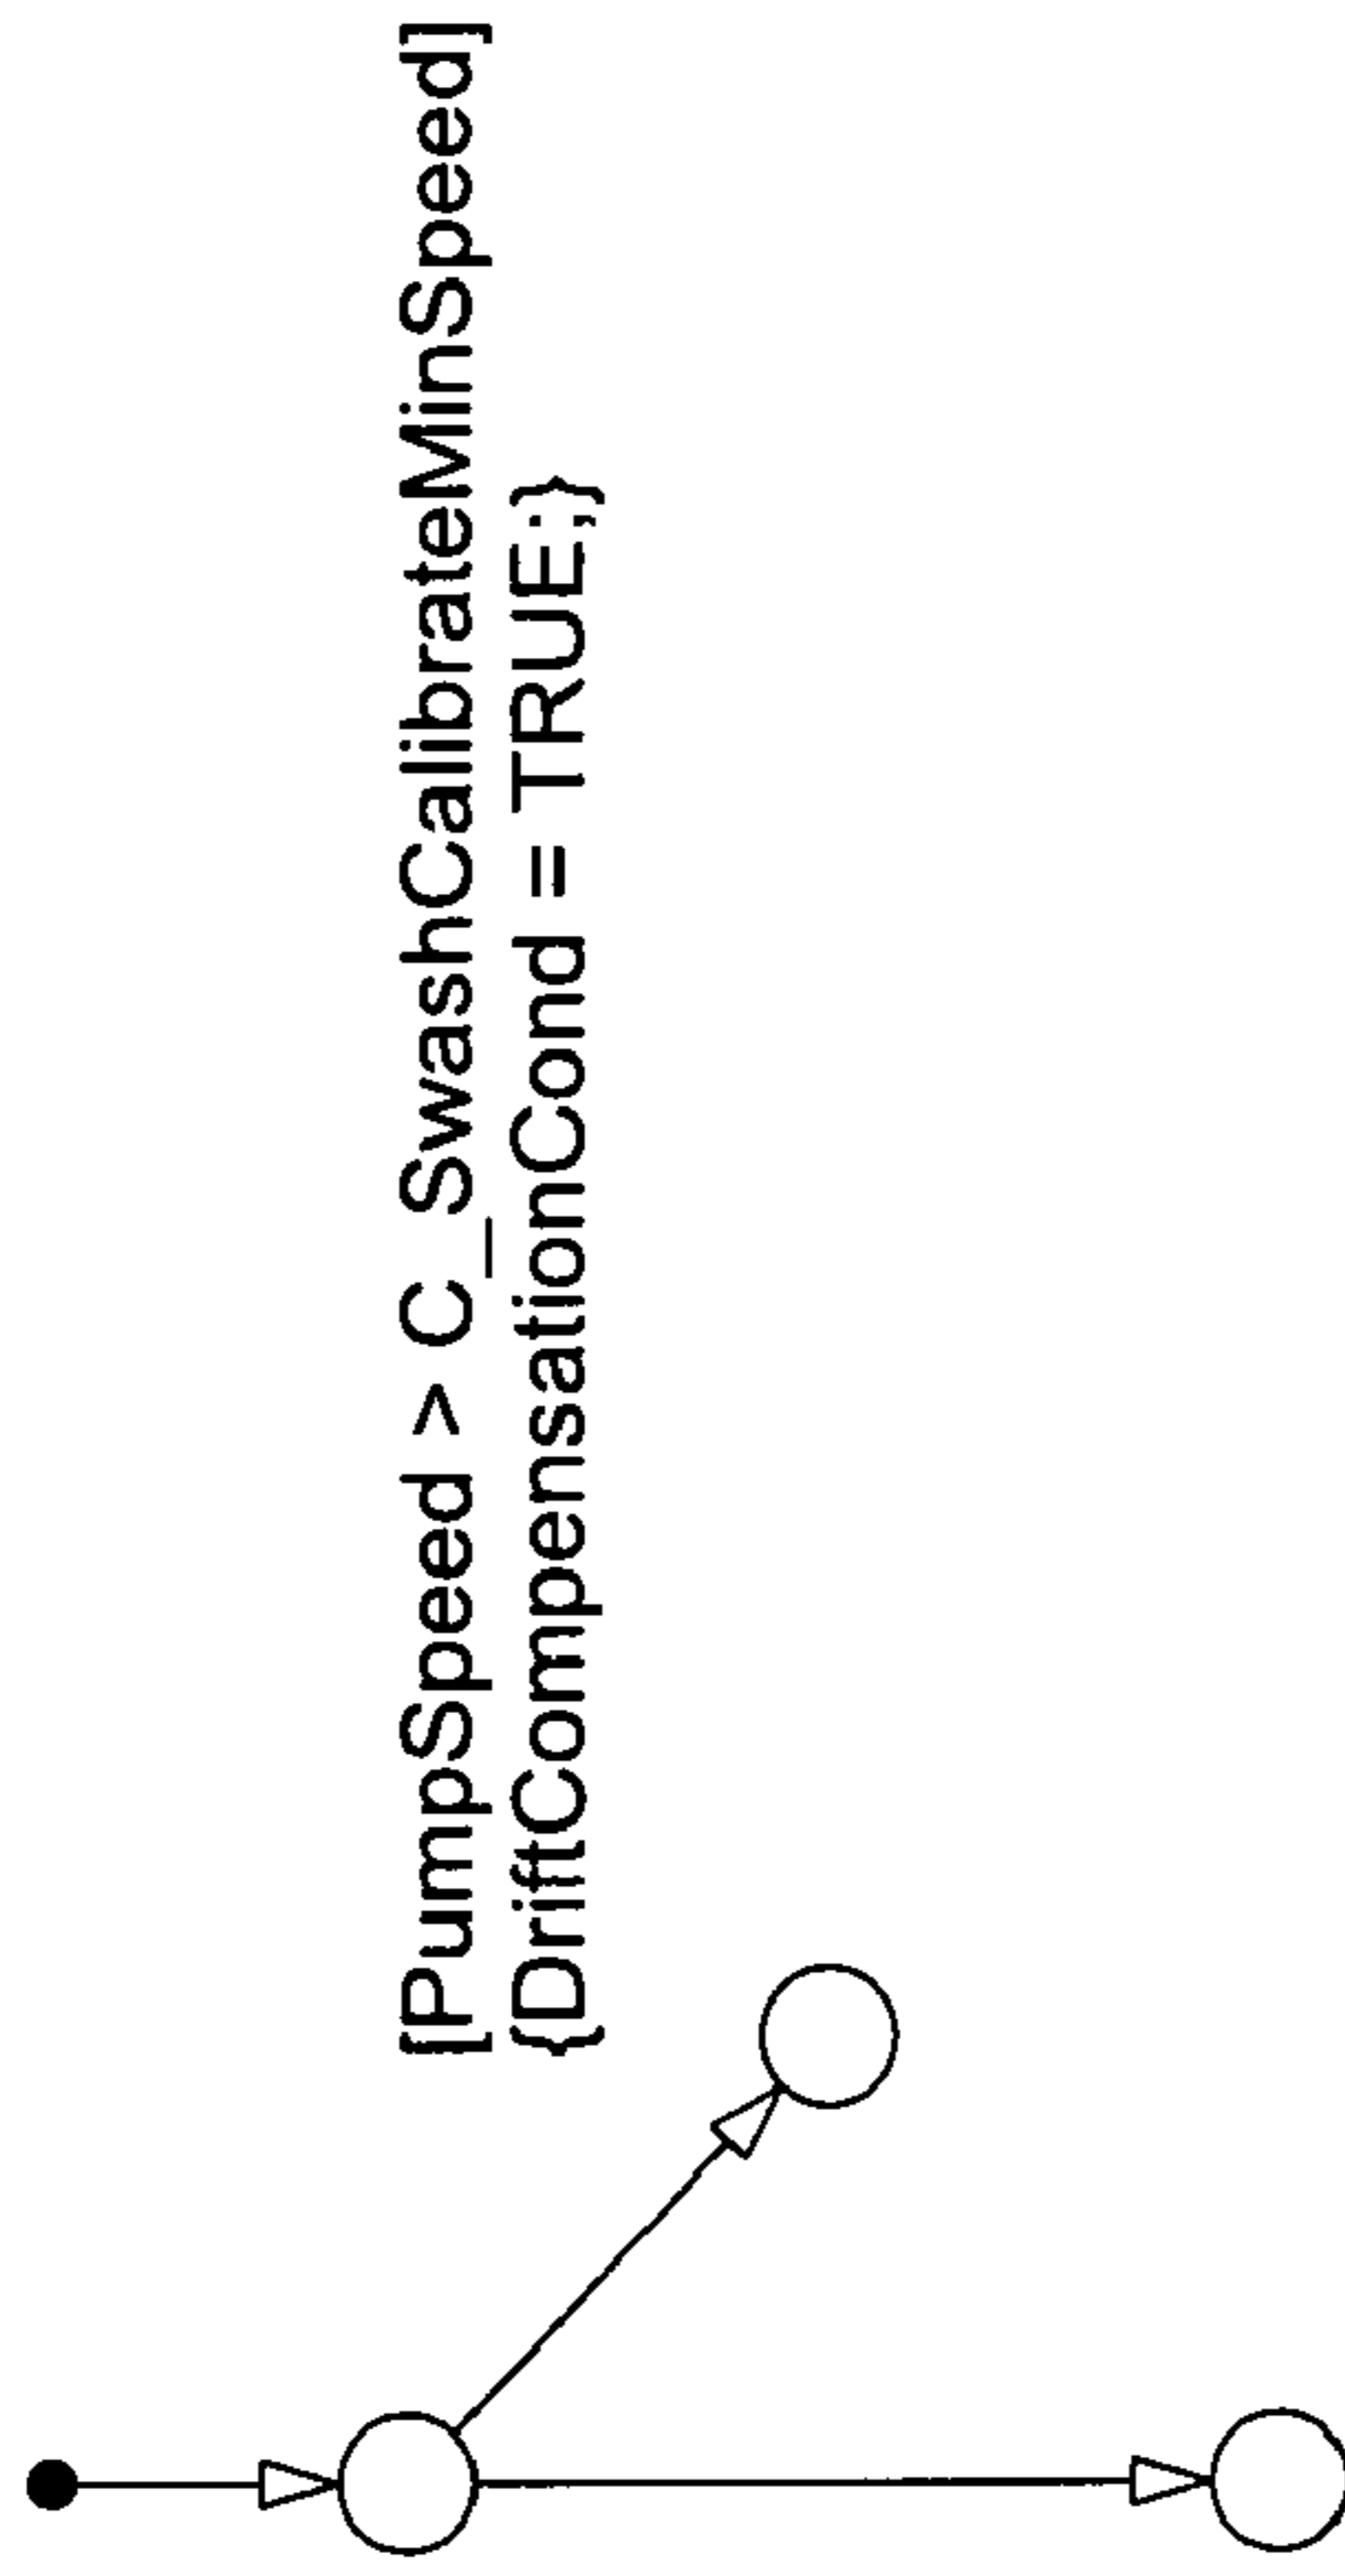 [PumpSpeed > C_SwashCalibrateMinSpeed]
{DriftCompensationCond = TRUE;}